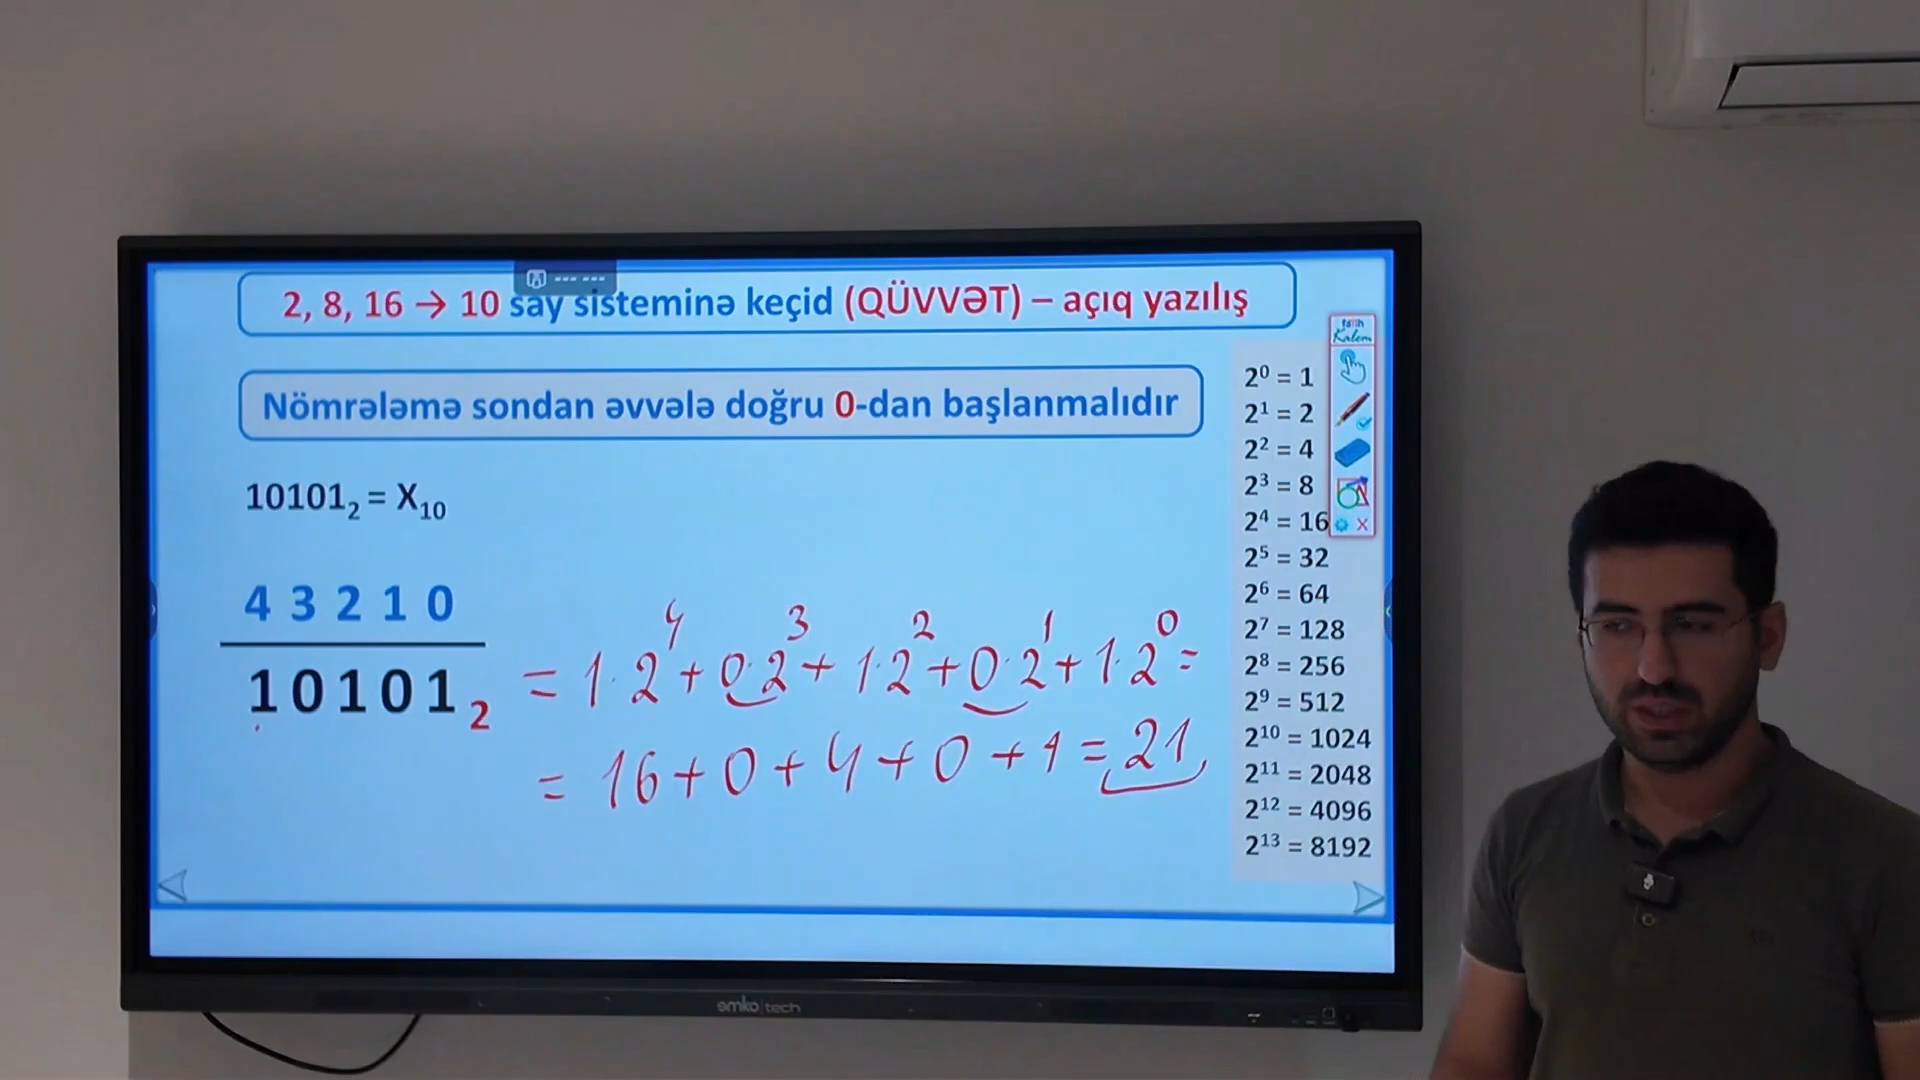 2, 8, 16 → 10 say sisteminə keçid (QÜVVƏT) – açıq yazılış
Nömrələmə sondan əvvələ doğru 0-dan başlanmalıdır
10101₂ = X₁₀
4 3 2 1 0
10101₂ = 1·2⁴ + 0·2³ + 1·2² + 0·2¹ + 1·2⁰ =
= 16 + 0 + 4 + 0 + 1 = 21
2⁰ = 1
2¹ = 2
2² = 4
2³ = 8
2⁴ = 16
2⁵ = 32
2⁶ = 64
2⁷ = 128
2⁸ = 256
2⁹ = 512
2¹⁰ = 1024
2¹¹ = 2048
2¹² = 4096
2¹³ = 8192
fatih
Kalem
emko|tech